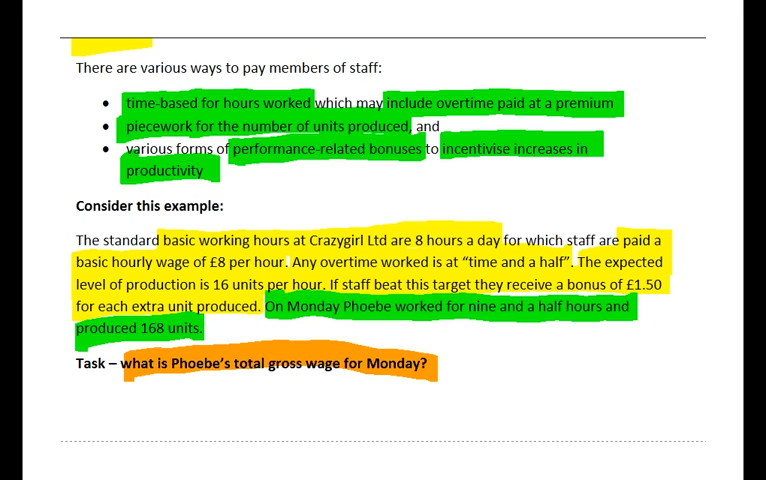 There are various ways to pay members of staff:
• time-based for hours worked which may include overtime paid at a premium
• piecework for the number of units produced, and
• various forms of performance-related bonuses to incentivise increases in
productivity
Consider this example:
The standard basic working hours at Crazygirl Ltd are 8 hours a day for which staff are paid a
basic hourly wage of £8 per hour. Any overtime worked is at “time and a half”. The expected
level of production is 16 units per hour. If staff beat this target they receive a bonus of £1.50
for each extra unit produced. On Monday Phoebe worked for nine and a half hours and
produced 168 units.
Task – what is Phoebe’s total gross wage for Monday?